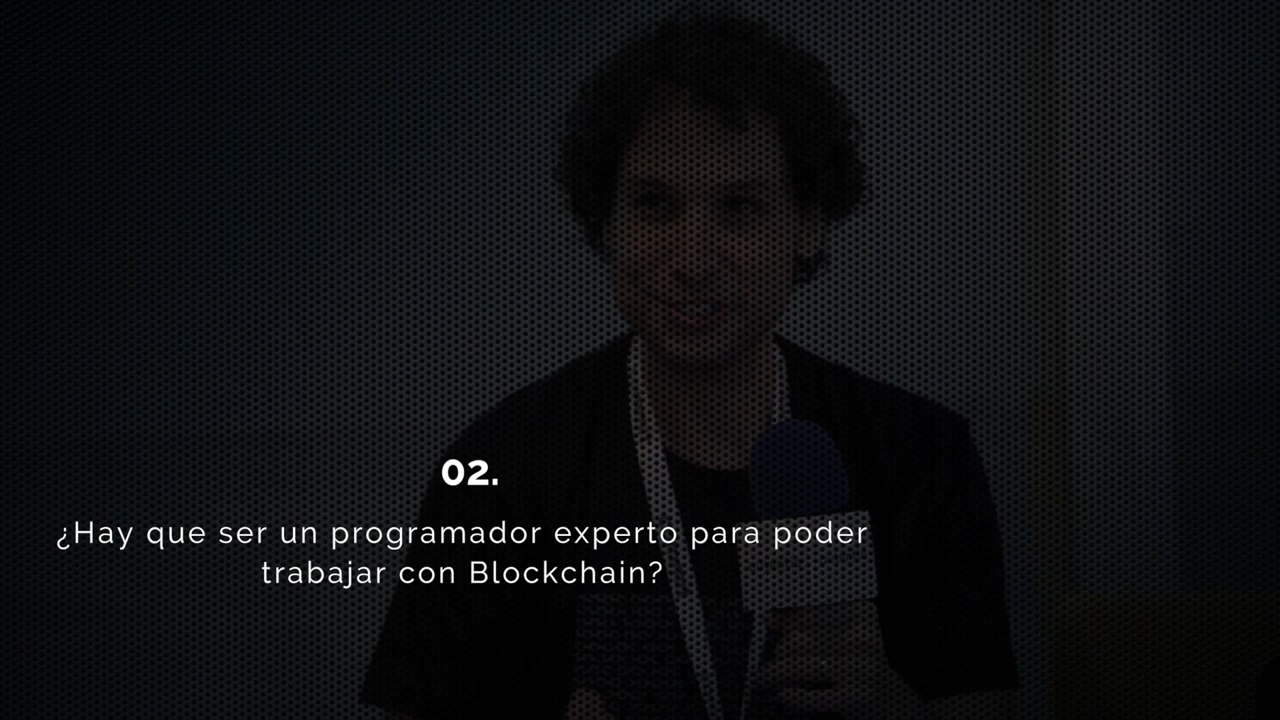 02.
¿Hay que ser un programador experto para poder
trabajar con Blockchain?